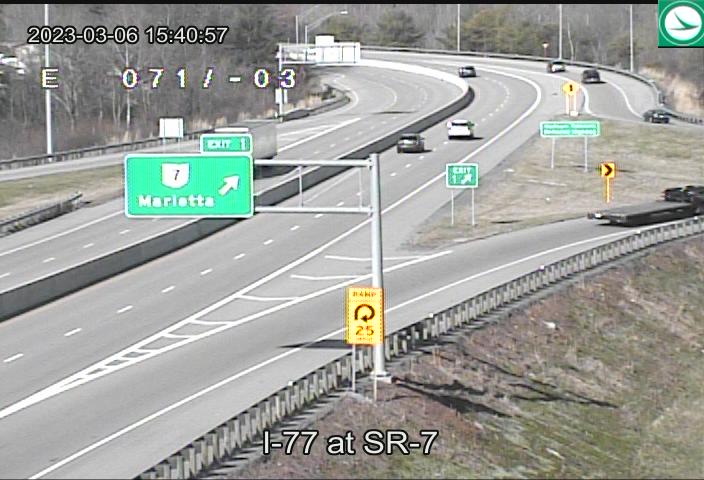 2023-03-06 15:40:57
E 071/-03
EXIT 1
7
Marietta
EXIT
1
RAMP
25
I-77 at SR-7